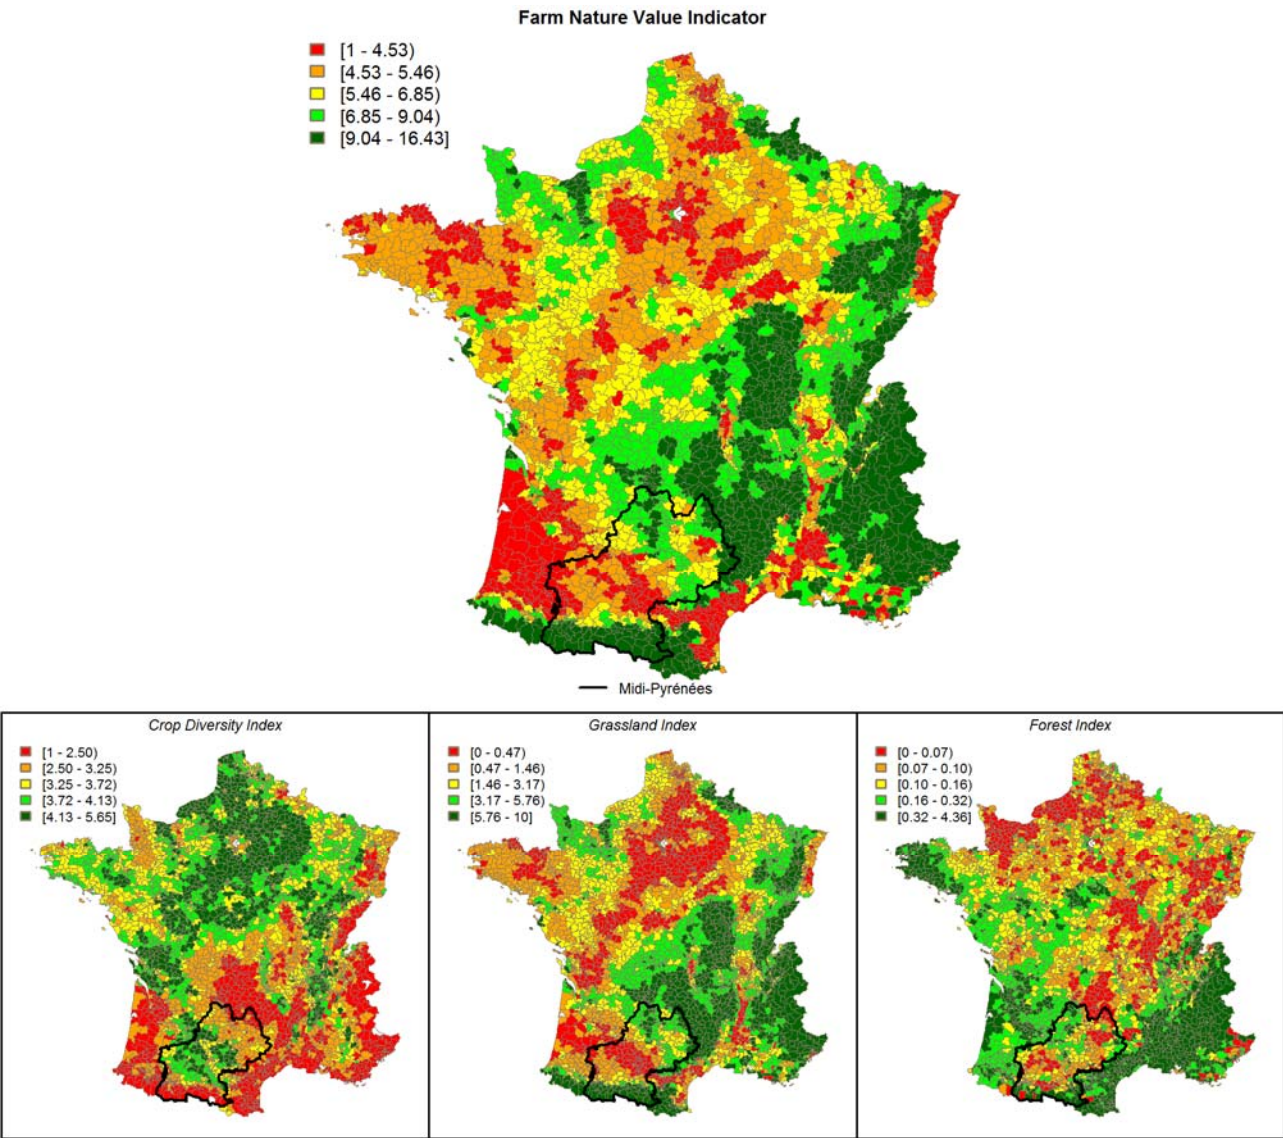 Farm Nature Value Indicator
[1 - 4.53)
[4.53 - 5.46)
[5.46 - 6.85)
[6.85 - 9.04)
[9.04 - 16.43]
Midi-Pyrénées
Crop Diversity Index
[1 - 2.50)
[2.50 - 3.25)
[3.25 - 3.72)
[3.72 - 4.13)
[4.13 - 5.65]
Grassland Index
[0 - 0.47)
[0.47 - 1.46)
[1.46 - 3.17)
[3.17 - 5.76)
[5.76 - 10]
Forest Index
[0 - 0.07)
[0.07 - 0.10)
[0.10 - 0.16)
[0.16 - 0.32)
[0.32 - 4.36]